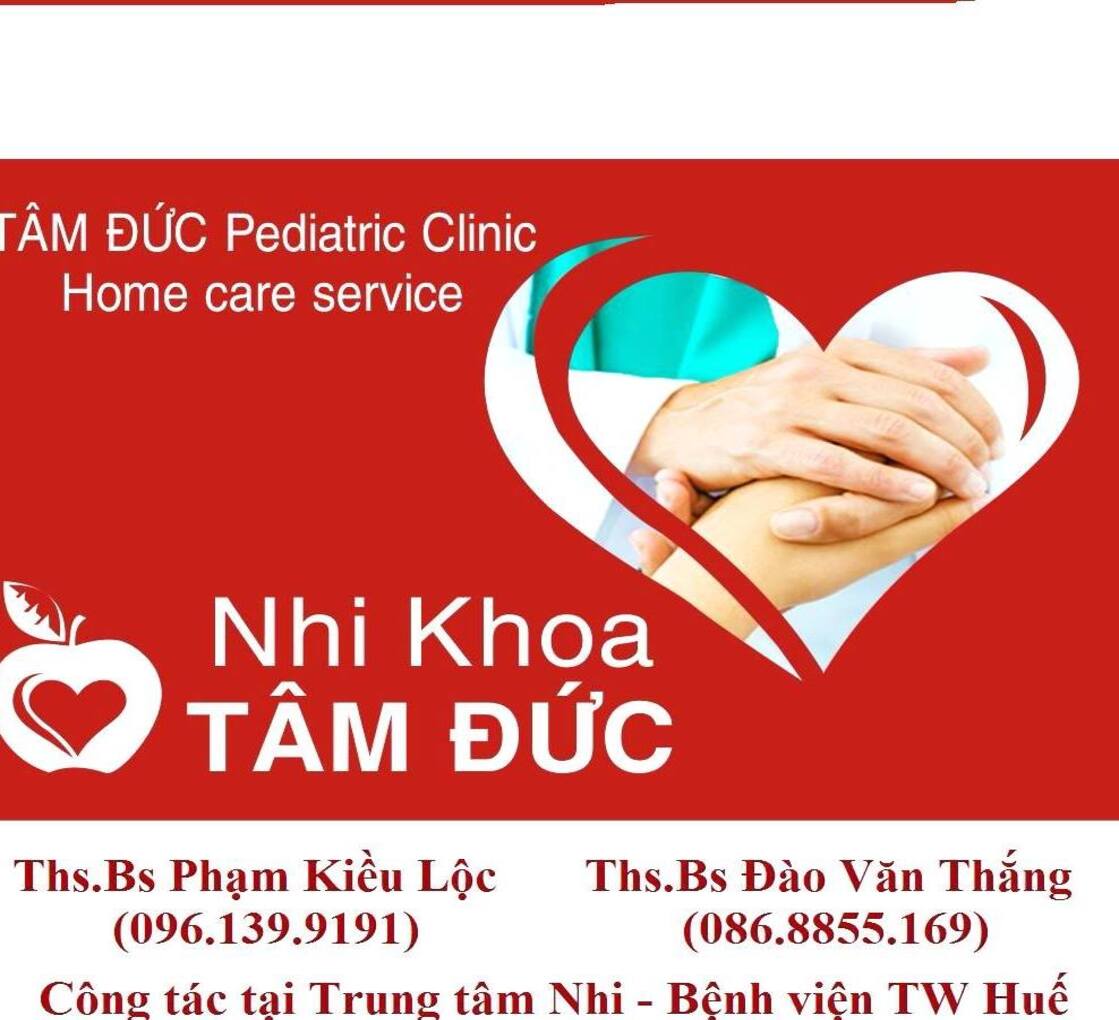 TÂM ĐỨC Pediatric Clinic
Home care service
Nhi Khoa
TÂM ĐỨC
Ths.Bs Phạm Kiều Lộc
(096.139.9191)
Ths.Bs Đào Văn Thắng
(086.8855.169)
Công tác tại Trung tâm Nhi - Bệnh viện TW Huế